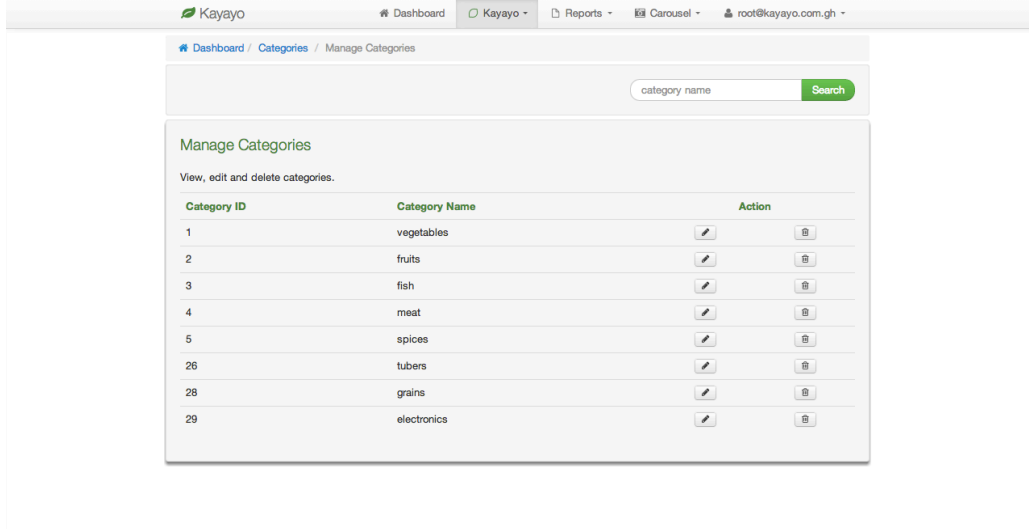 Kayayo Dashboard Kayayo Reports Carousel root@kayayo.com.gh
Dashboard / Categories / Manage Categories
category name Search
Manage Categories
View, edit and delete categories.
Category ID Category Name Action
1 vegetables
2 fruits
3 fish
4 meat
5 spices
26 tubers
28 grains
29 electronics